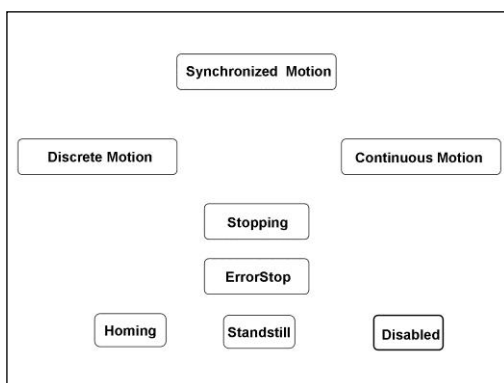 Synchronized Motion
Discrete Motion
Continuous Motion
Stopping
ErrorStop
Homing
Standstill
Disabled